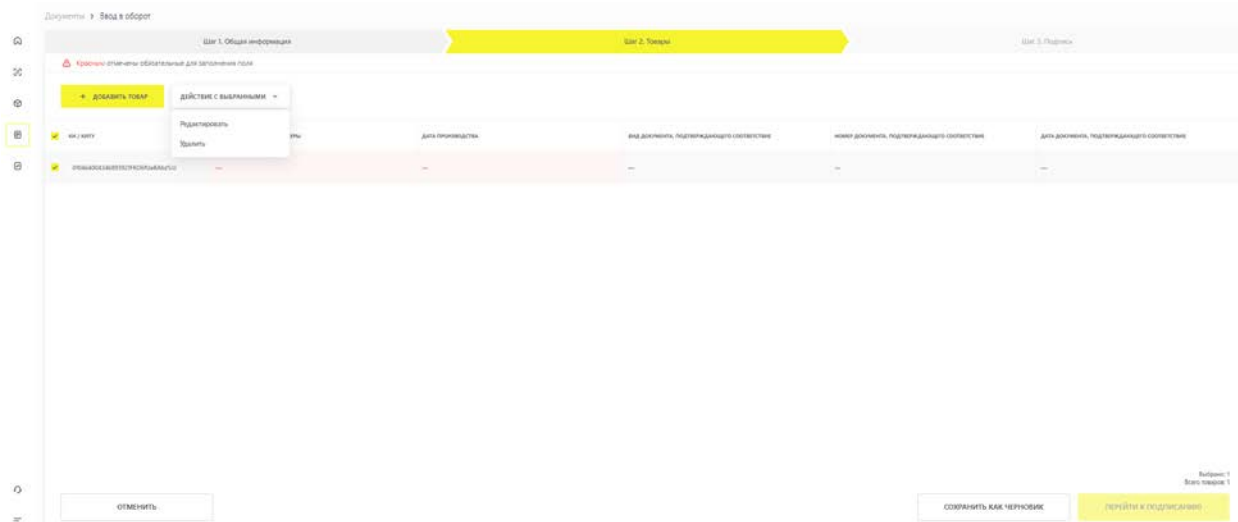 Документы > Ввод в оборот
Шаг 1. Общая информация
Шаг 2. Товары
Шаг 3. Подпись
Красным отмечены обязательные для заполнения поля
+ ДОБАВИТЬ ТОВАР
ДЕЙСТВИЕ С ВЫБРАННЫМИ
Редактировать
Удалить
КИ / КИТУ
ДАТА ПРОИЗВОДСТВА
ВИД ДОКУМЕНТА, ПОДТВЕРЖДАЮЩЕГО СООТВЕТСТВИЕ
НОМЕР ДОКУМЕНТА, ПОДТВЕРЖДАЮЩЕГО СООТВЕТСТВИЕ
ДАТА ДОКУМЕНТА, ПОДТВЕРЖДАЮЩЕГО СООТВЕТСТВИЕ
— — — — —
Выбрано: 1
Всего товаров: 1
ОТМЕНИТЬ
СОХРАНИТЬ КАК ЧЕРНОВИК
ПЕРЕЙТИ К ПОДПИСАНИЮ